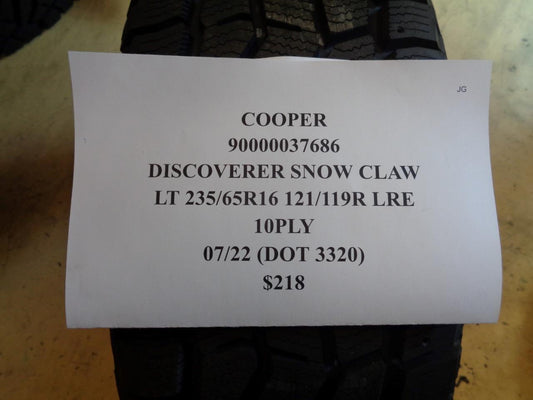 JG
COOPER
90000037686
DISCOVERER SNOW CLAW
LT 235/65R16 121/119R LRE
10PLY
07/22 (DOT 3320)
$218